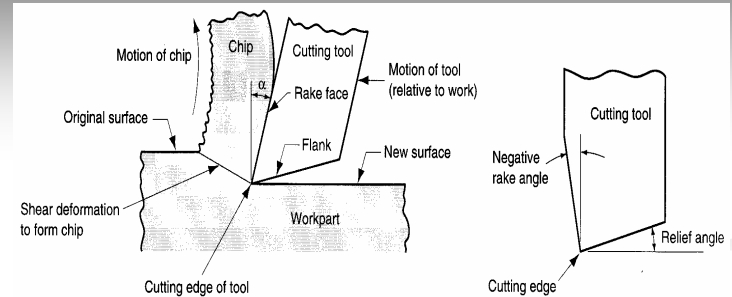 Motion of chip
Chip
Cutting tool
α
Rake face
Motion of tool
(relative to work)
Original surface
Flank
New surface
Shear deformation
to form chip
Workpart
Cutting edge of tool
Cutting tool
Negative
rake angle
Relief angle
Cutting edge